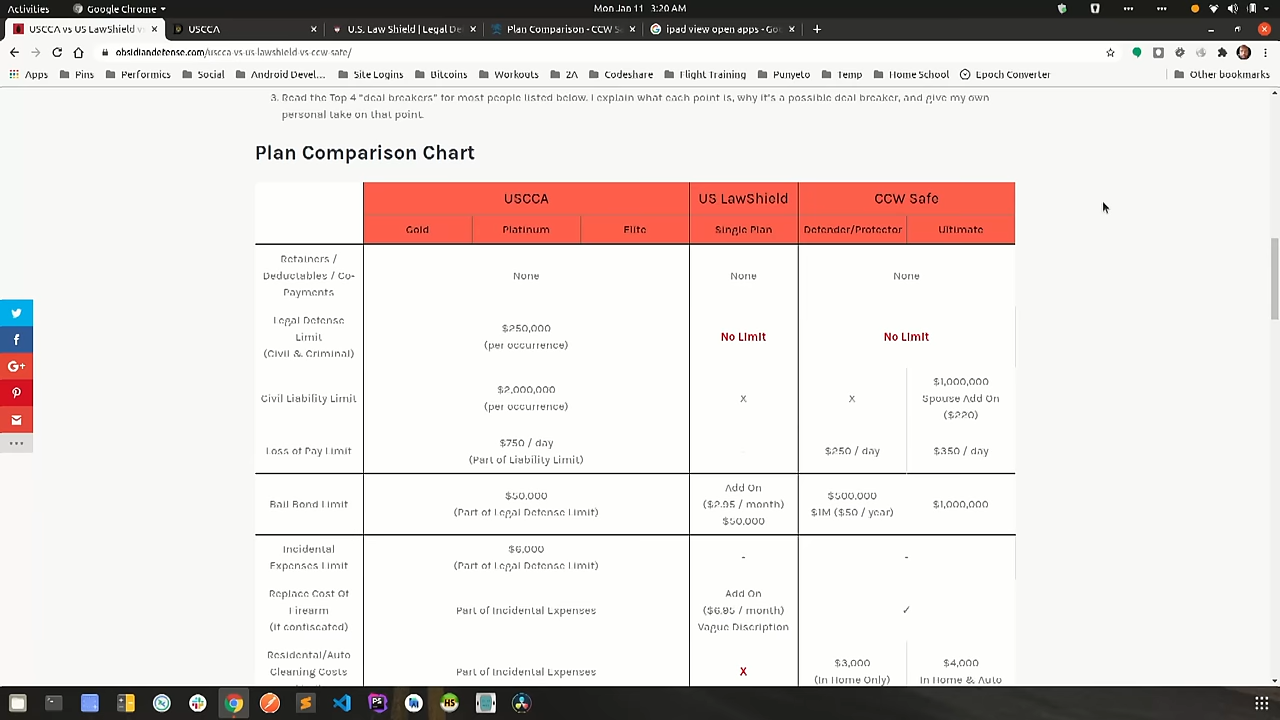 Activities
Google Chrome
Mon Jan 11 3:20 AM
USCCA vs US LawShield v
USCCA
U.S. Law Shield | Legal De
Plan Comparison - CCW S
ipad view open apps - Goo
obsidiandefense.com/uscca-vs-us-lawshield-vs-ccw-safe/
Apps Pins Performics Social Android Devel... Site Logins Bitcoins Workouts 2A Codeshare Flight Training Punyeto Temp Home School Epoch Converter Other bookmarks
3. Read the Top 4 "deal breakers" for most people listed below. I explain what each point is, why it's a possible deal breaker, and give my own
personal take on that point.
Plan Comparison Chart
USCCA US LawShield CCW Safe
Gold Platinum Elite Single Plan Defender/Protector Ultimate
Retainers /
Deductables / Co-
Payments
None None None
Legal Defense
Limit
(Civil & Criminal)
$250,000
(per occurrence)
No Limit No Limit
Civil Liability Limit
$2,000,000
(per occurrence)
X X
$1,000,000
Spouse Add On
($220)
Loss of Pay Limit
$750 / day
(Part of Liability Limit)
-
$250 / day $350 / day
Bail Bond Limit
$50,000
(Part of Legal Defense Limit)
Add On
($2.95 / month)
$50,000
$500,000
$1M ($50 / year)
$1,000,000
Incidental
Expenses Limit
$6,000
(Part of Legal Defense Limit)
- -
Replace Cost Of
Firearm
(if confiscated)
Part of Incidental Expenses
Add On
($6.95 / month)
Vague Discription
✓
Residential/Auto
Cleaning Costs
Part of Incidental Expenses
X
$3,000
(In Home Only)
$4,000
In Home & Auto